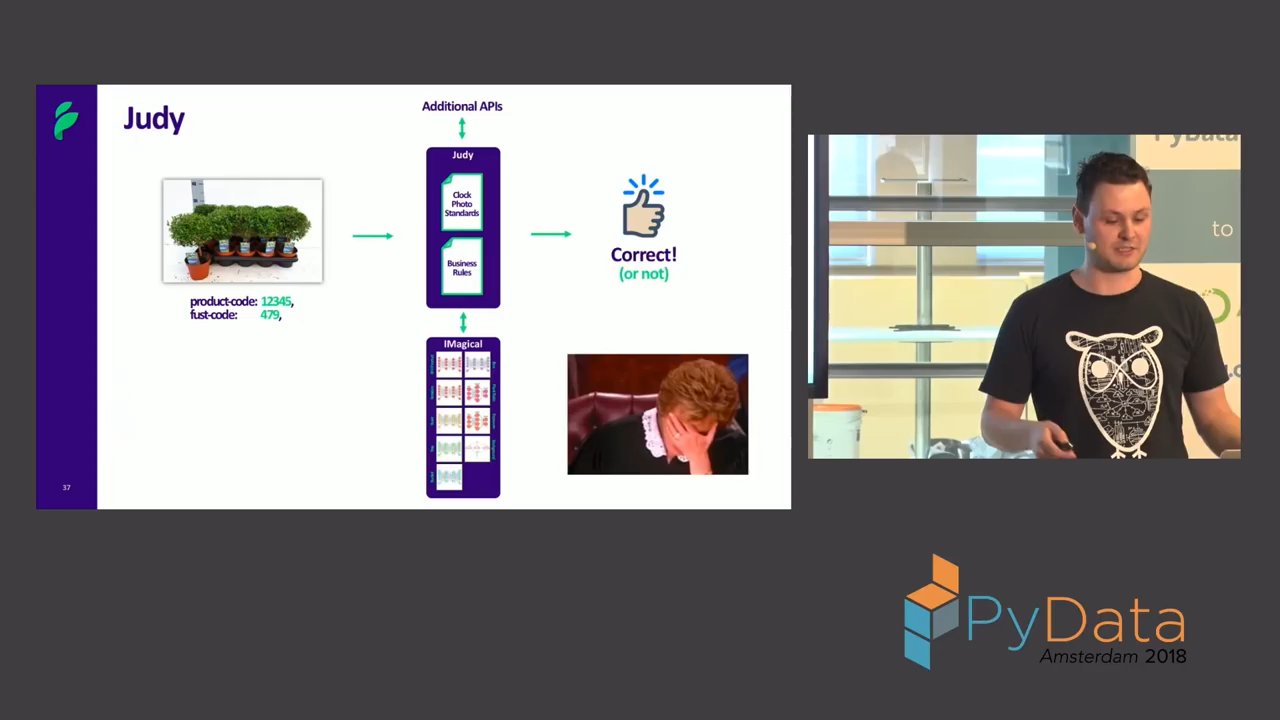 Judy
Additional APIs
Judy
Clock
Photo
Standards
Business
Rules
IMagical
product-code: 12345,
fust-code: 479,
Correct!
(or not)
37
PyData
to
PyData
Amsterdam 2018